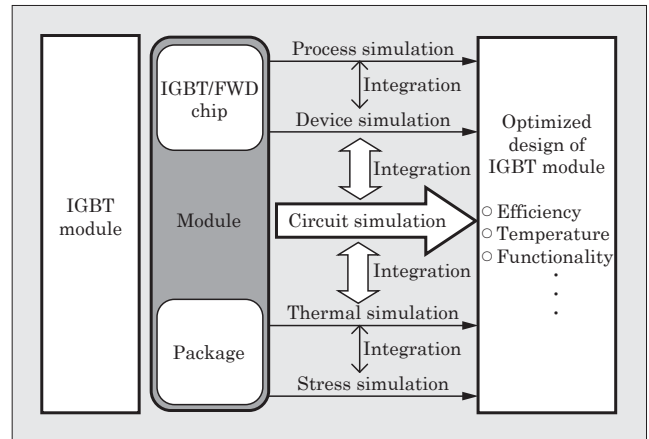 IGBT
module
IGBT/FWD
chip
Module
Package
Process simulation
Integration
Device simulation
Integration
Circuit simulation
Integration
Thermal simulation
Integration
Stress simulation
Optimized
design of
IGBT module
○ Efficiency
○ Temperature
○ Functionality
·
·
·